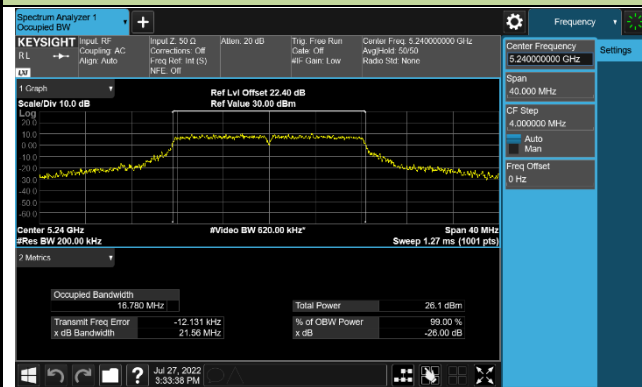 Spectrum Analyzer 1
Occupied BW
Frequency
KEYSIGHT
RL
LXI
Input: RF
Coupling: AC
Align: Auto
Input Z: 50 Ω
Corrections: Off
Freq Ref: Int (S)
NFE: Off
Atten: 20 dB
Trig: Free Run
Gate: Off
#IF Gain: Low
Center Freq: 5.240000000 GHz
Avg|Hold: 50/50
Radio Std: None
Center Frequency
5.240000000 GHz
Settings
Span
40.000 MHz
CF Step
4.000000 MHz
Auto
Man
Freq Offset
0 Hz
1 Graph
Scale/Div 10.0 dB
Ref Lvl Offset 22.40 dB
Ref Value 30.00 dBm
Log
20.0
10.0
0.00
-10.0
-20.0
-30.0
-40.0
-50.0
-60.0
Center 5.24 GHz
#Video BW 620.00 kHz*
Span 40 MHz
#Res BW 200.00 kHz
Sweep 1.27 ms (1001 pts)
2 Metrics
Occupied Bandwidth
16.780 MHz
Total Power 26.1 dBm
Transmit Freq Error -12.131 kHz
% of OBW Power 99.00 %
x dB Bandwidth 21.56 MHz
x dB -26.00 dB
?
Jul 27, 2022
3:33:38 PM